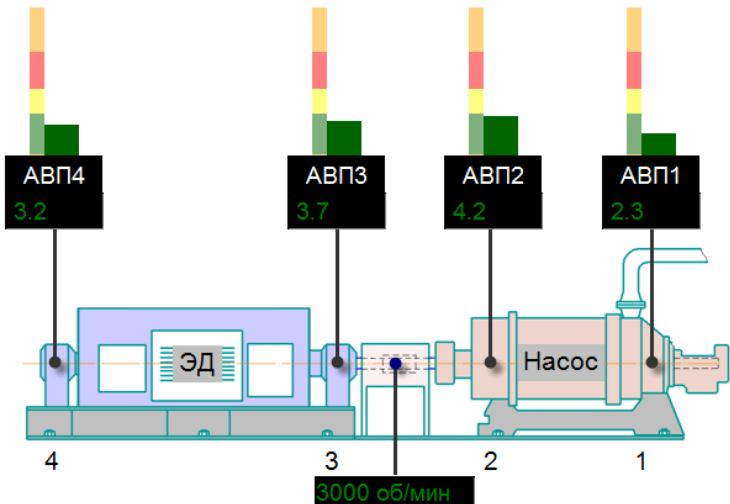 АВП4
3.2
АВП3
3.7
АВП2
4.2
АВП1
2.3
ЭД
Насос
4
3
2
1
3000 об/мин